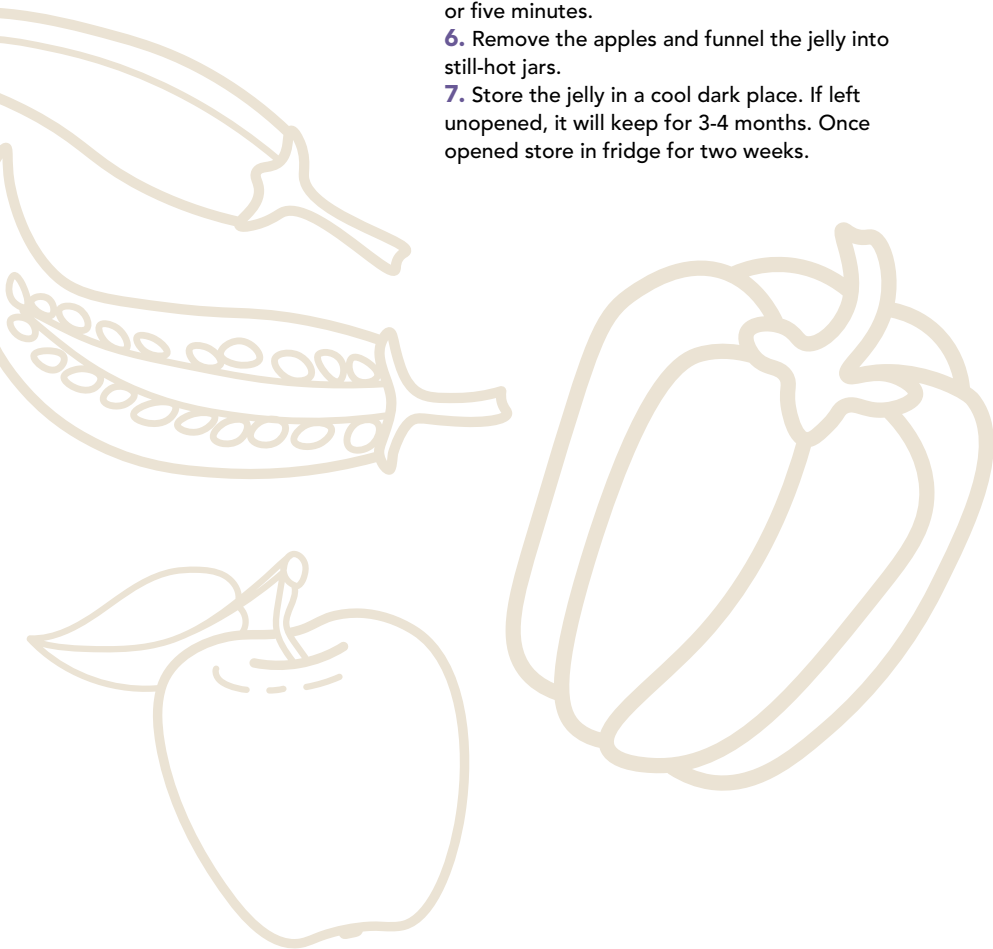 or five minutes.
6. Remove the apples and funnel the jelly into
still-hot jars.
7. Store the jelly in a cool dark place. If left
unopened, it will keep for 3-4 months. Once
opened store in fridge for two weeks.